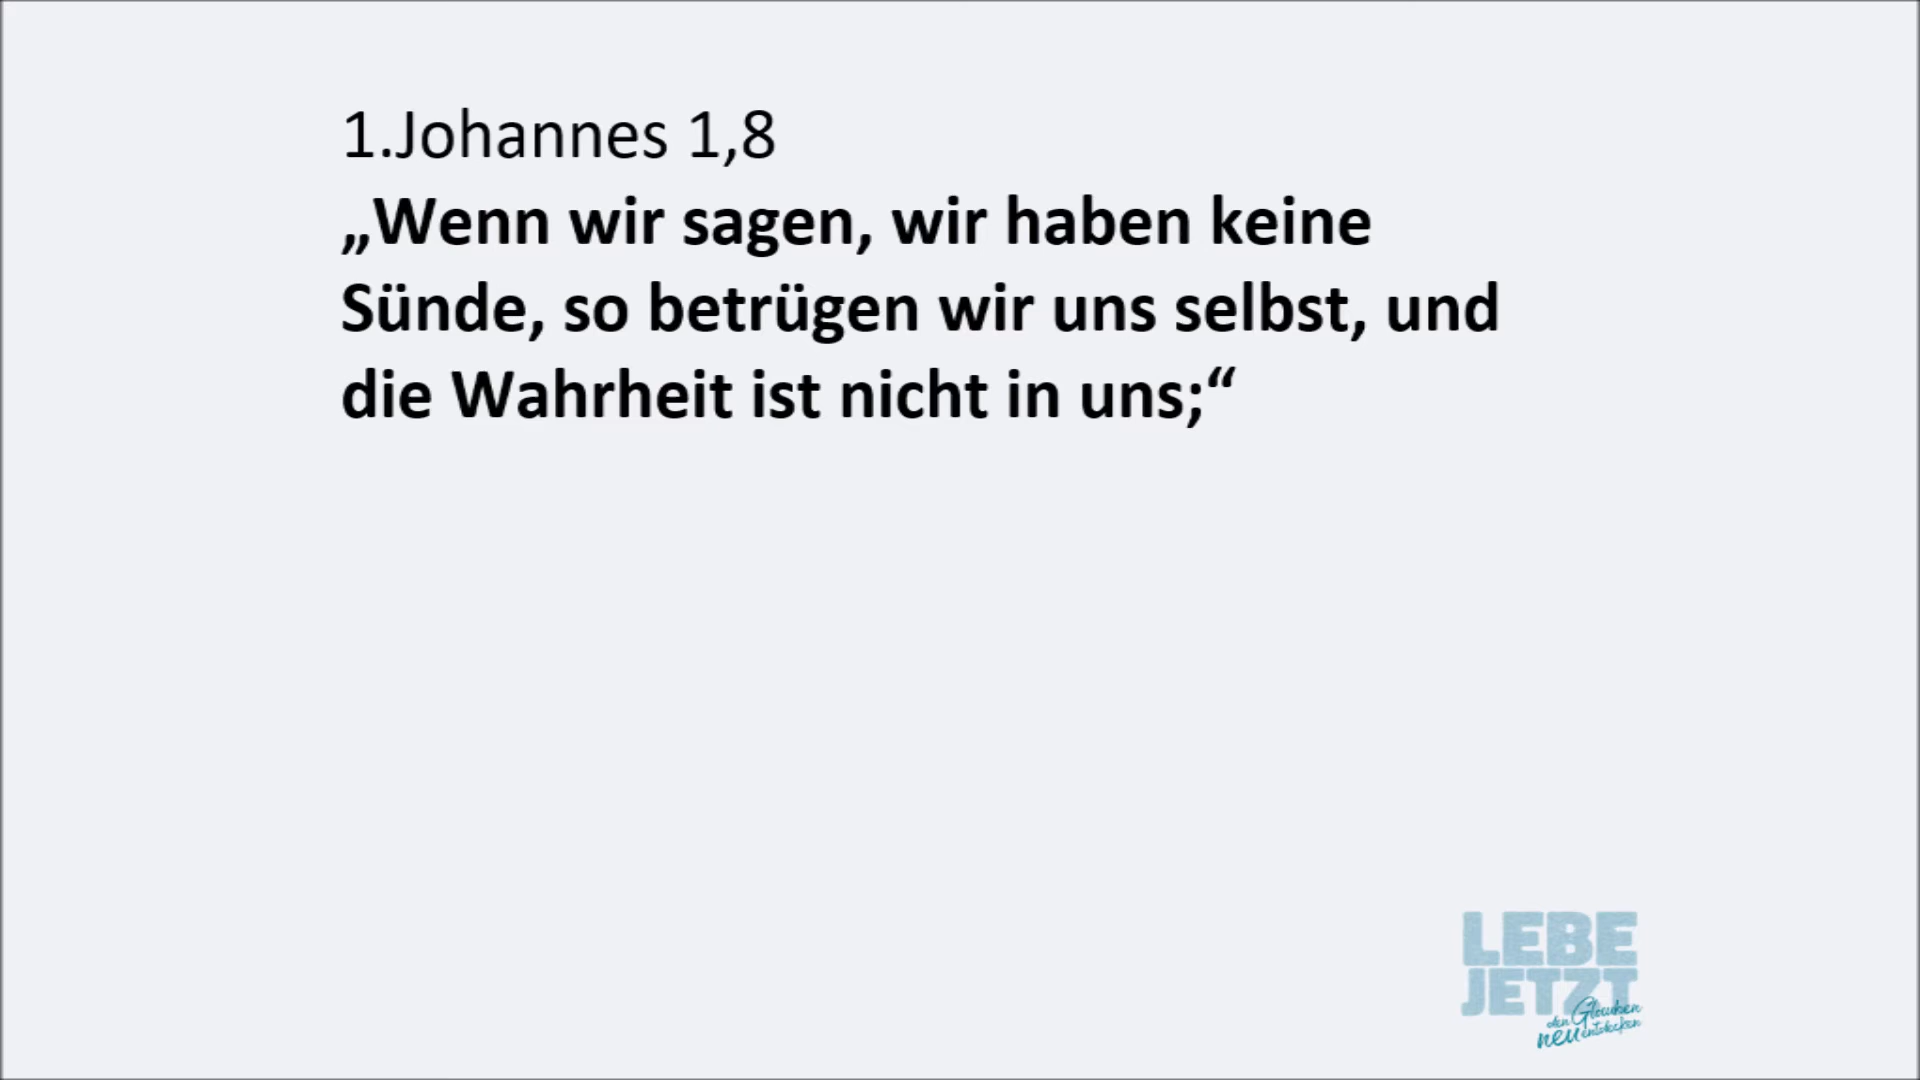 1.Johannes 1,8
„Wenn wir sagen, wir haben keine
Sünde, so betrügen wir uns selbst, und
die Wahrheit ist nicht in uns;“
LEBE
JETZT
den Glauben
neu entdecken